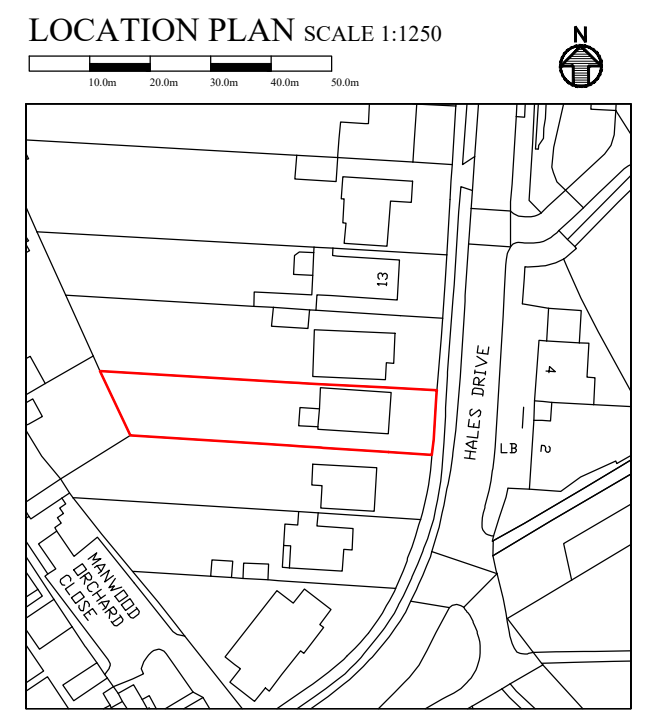 LOCATION PLAN SCALE 1:1250
N
10.0m 20.0m 30.0m 40.0m 50.0m
13
HALES DRIVE
4
LB 2
MANWOOD
ORCHARD
CLOSE